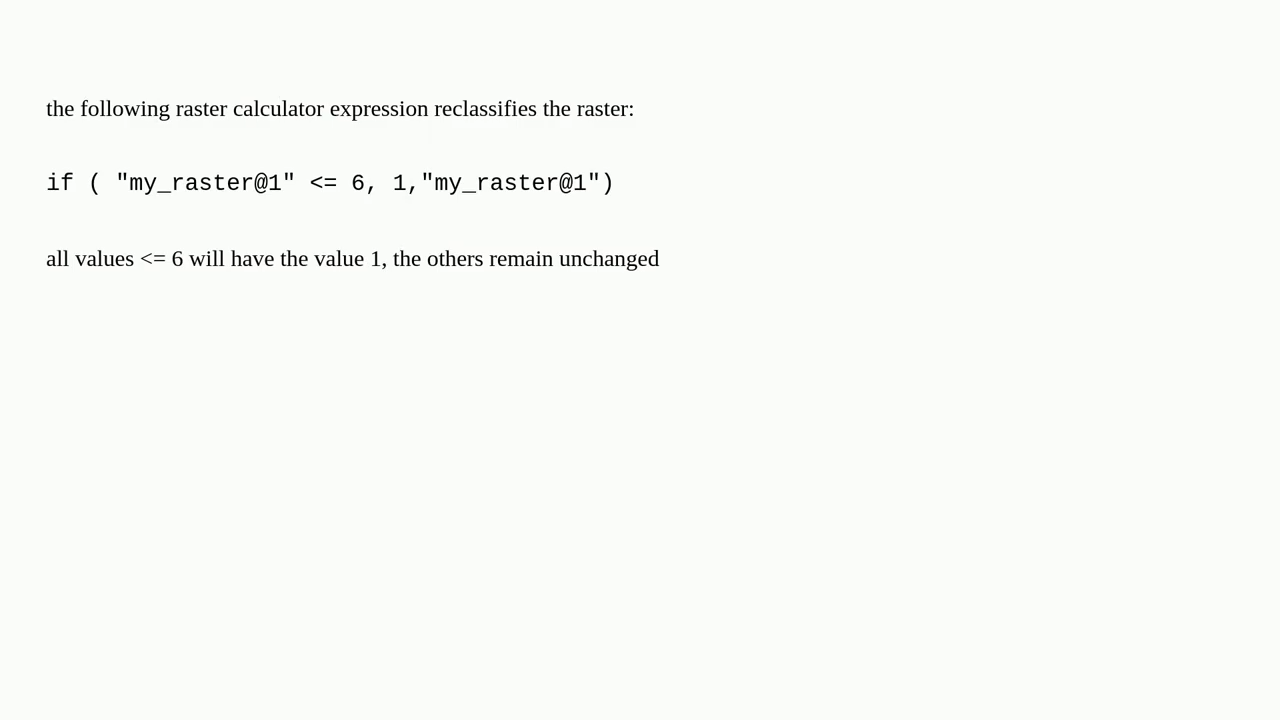 the following raster calculator expression reclassifies the raster:
if ( "my_raster@1" <= 6, 1,"my_raster@1")
all values <= 6 will have the value 1, the others remain unchanged